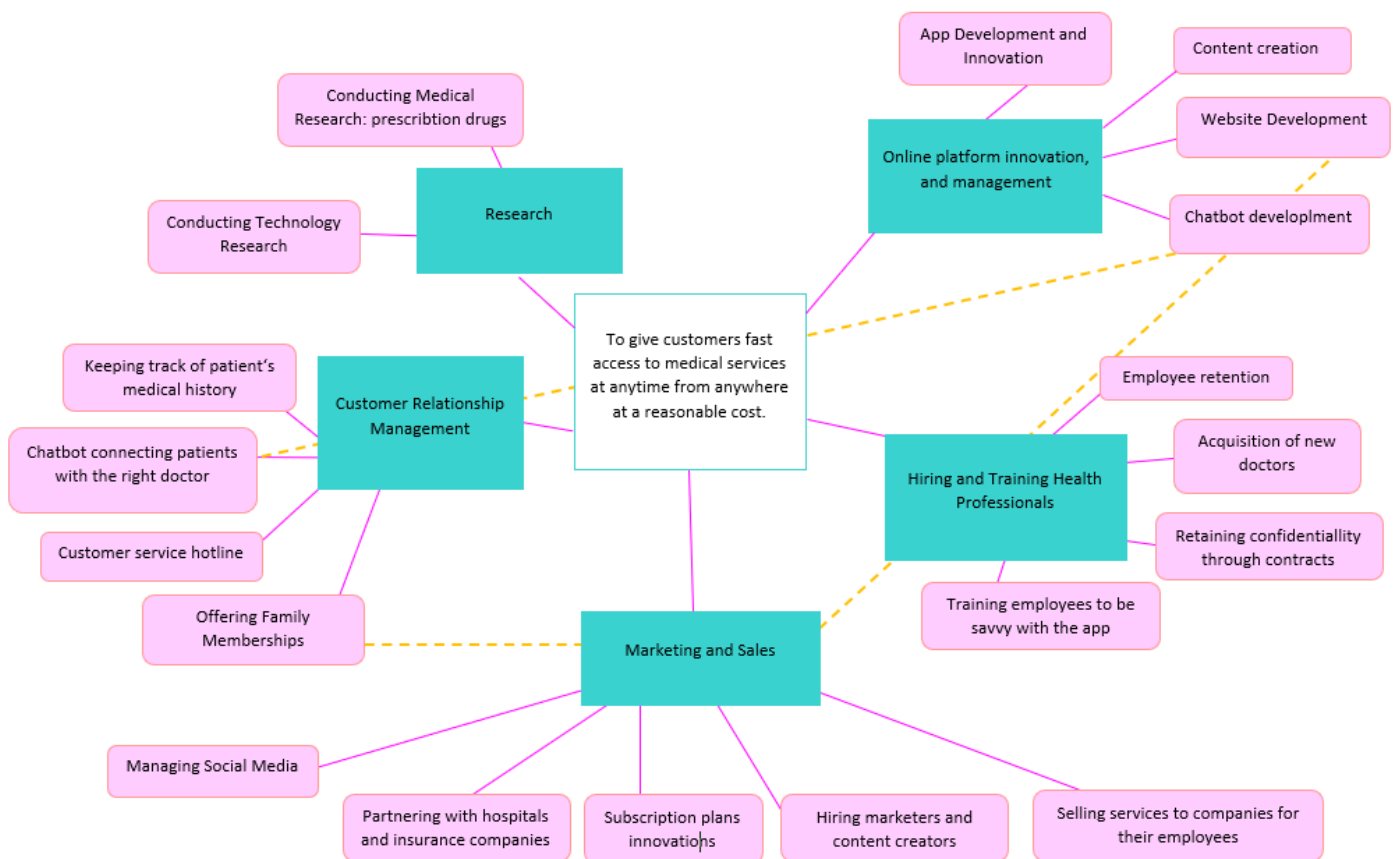 App Development and
Innovation
Content creation
Conducting Medical
Research: prescribtion drugs
Website Development
Online platform innovation,
and management
Research
Conducting Technology
Research
Chatbot developlment
To give customers fast
access to medical services
at anytime from anywhere
at a reasonable cost.
Keeping track of patient‘s
medical history
Customer Relationship
Management
Employee retention
Chatbot connecting patients
with the right doctor
Acquisition of new
doctors
Hiring and Training Health
Professionals
Customer service hotline
Retaining confidentiallity
through contracts
Offering Family
Memberships
Training employees to be
savvy with the app
Marketing and Sales
Managing Social Media
Partnering with hospitals
and insurance companies
Subscription plans
innovations
Hiring marketers and
content creators
Selling services to companies for
their employees